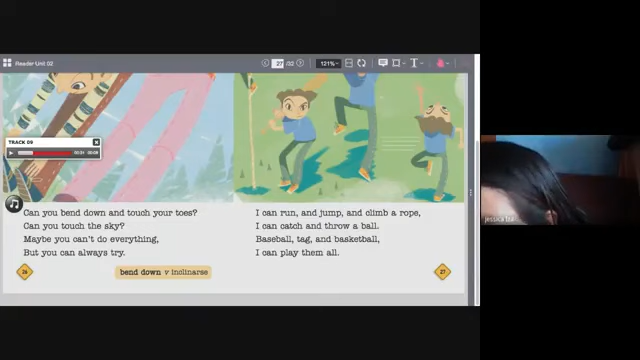 Reader Unit 02
27 /32
121%
TRACK 09
Can you bend down and touch your toes?
Can you touch the sky?
Maybe you can't do everything,
But you can always try.
26
bend down v inclinarse
I can run, and jump, and climb a rope,
I can catch and throw a ball.
Baseball, tag, and basketball,
I can play them all.
27